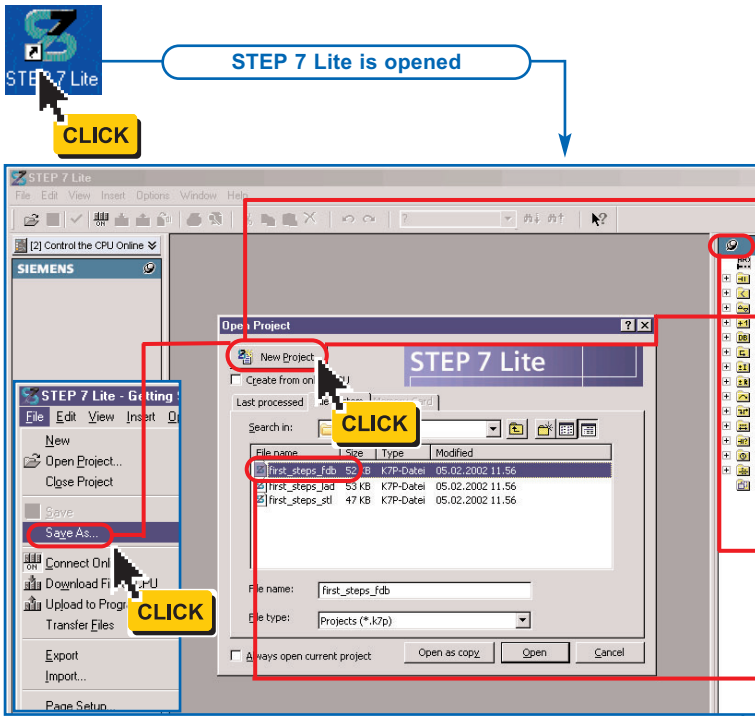 STEP 7 Lite is opened
STEP 7 Lite
CLICK
STEP 7 Lite
File Edit View Insert Options Window Help
[2] Control the CPU Online
SIEMENS
Open Project
New Project
STEP 7 Lite
Create from
Last processed
CLICK
Search in:
File name Size Type Modified
first_steps_fdb 52 KB K7P-Datei 05.02.2002 11.56
first_steps_lad 53 KB K7P-Datei 05.02.2002 11.56
first_steps_stl 47 KB K7P-Datei 05.02.2002 11.56
File name: first_steps_fdb
File type: Projects (*.k7p)
Always open current project Open as copy Open Cancel
STEP 7 Lite - Getting
File Edit View Insert
New
Open Project...
Close Project
Save
Save As...
Connect
Download
Upload to
Transfer Files
CLICK
Export
Import...
Page Setup...